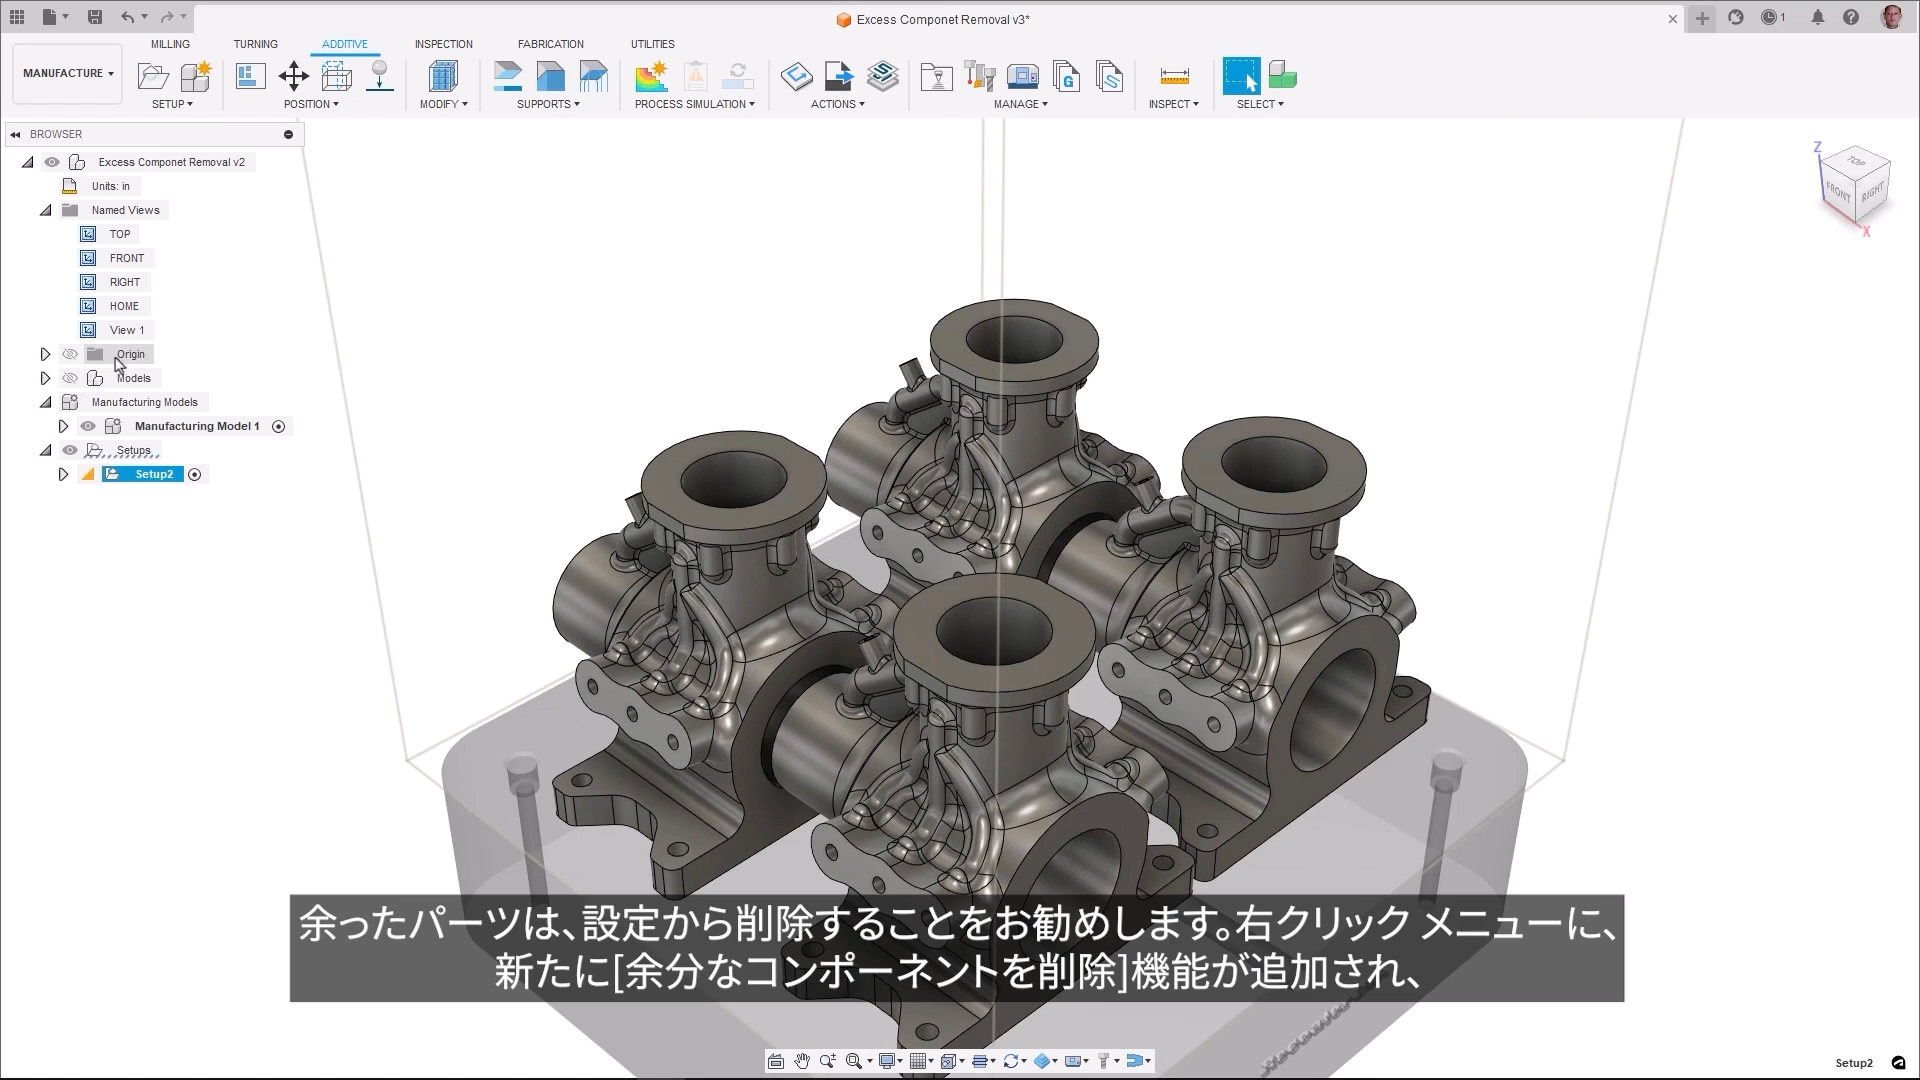 Excess Componet Removal v3*
1
MANUFACTURE
MILLING
TURNING
ADDITIVE
INSPECTION
FABRICATION
UTILITIES
SETUP
POSITION
MODIFY
SUPPORTS
PROCESS SIMULATION
ACTIONS
MANAGE
INSPECT
SELECT
BROWSER
Excess Componet Removal v2
Units: in
Named Views
TOP
FRONT
RIGHT
HOME
View 1
Origin
Models
Manufacturing Models
Manufacturing Model 1
Setups
Setup2
Z
TOP
FRONT
RIGHT
X
余ったパーツは、設定から削除することをお勧めします。右クリック メニューに、
新たに[余分なコンポーネントを削除]機能が追加され、
Setup2